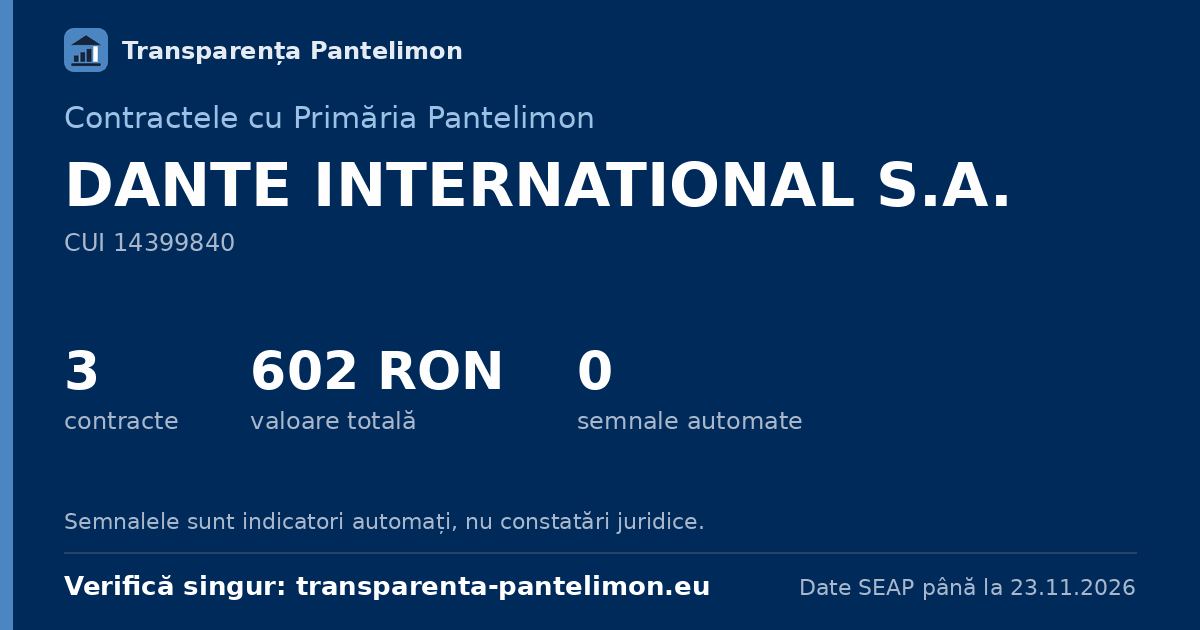 Transparența Pantelimon
Contractele cu Primăria Pantelimon
DANTE INTERNATIONAL S.A.
CUI 14399840
3
contracte
602 RON
valoare totală
0
semnale automate
Semnalele sunt indicatori automați, nu constatări juridice.
Verifică singur: transparenta-pantelimon.eu
Date SEAP până la 23.11.2026